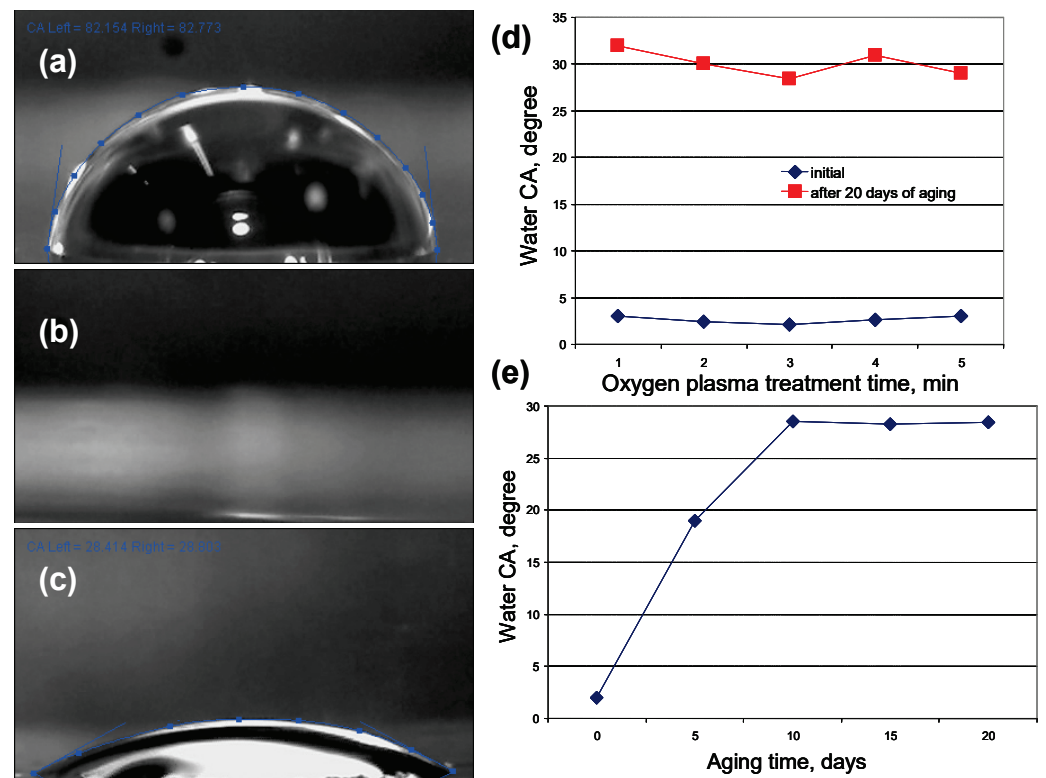 CA Left = 82.154 Right = 82.773
(a)
(b)
CA Left = 28.414 Right =
(c)
(d)
35
30
25
20
15
10
5
0
Water CA, degree
initial
after 20 days of aging
1 2 3 4 5
Oxygen plasma treatment time, min
(e)
30
25
20
15
10
5
0
Water CA, degree
0 5 10 15 20
Aging time, days